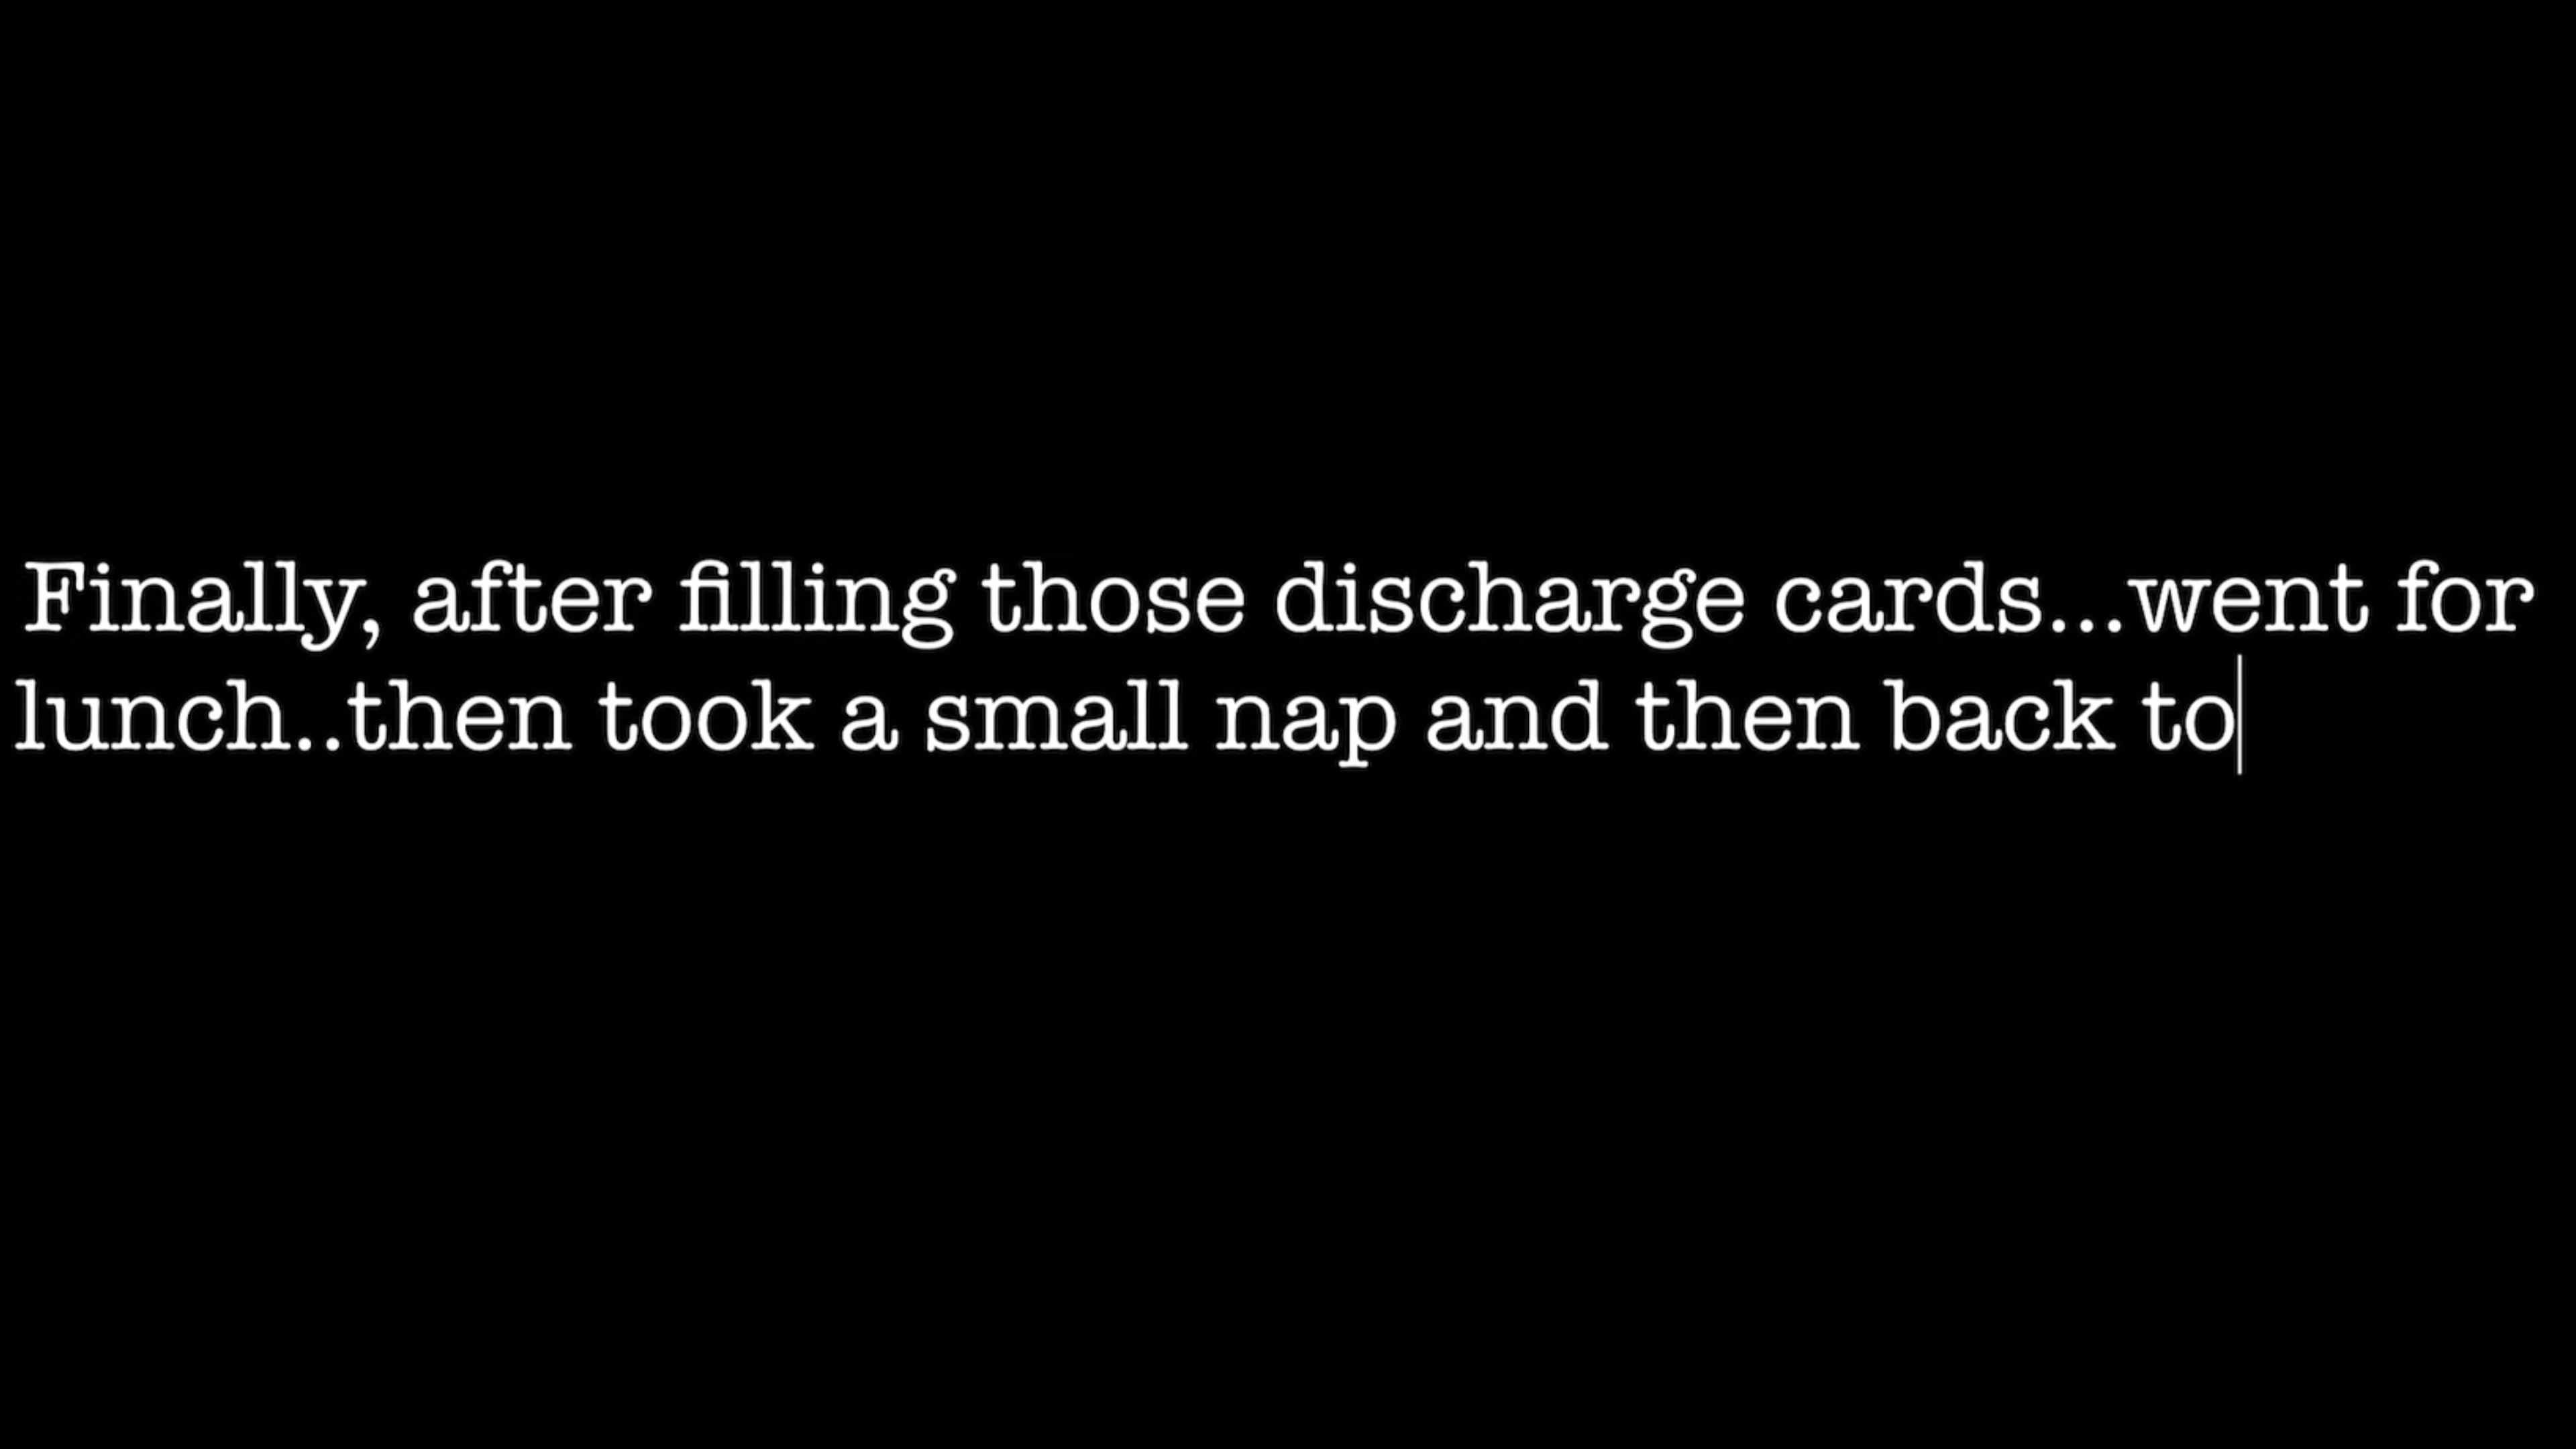 Finally, after filling those discharge cards...went for
lunch..then took a small nap and then back to